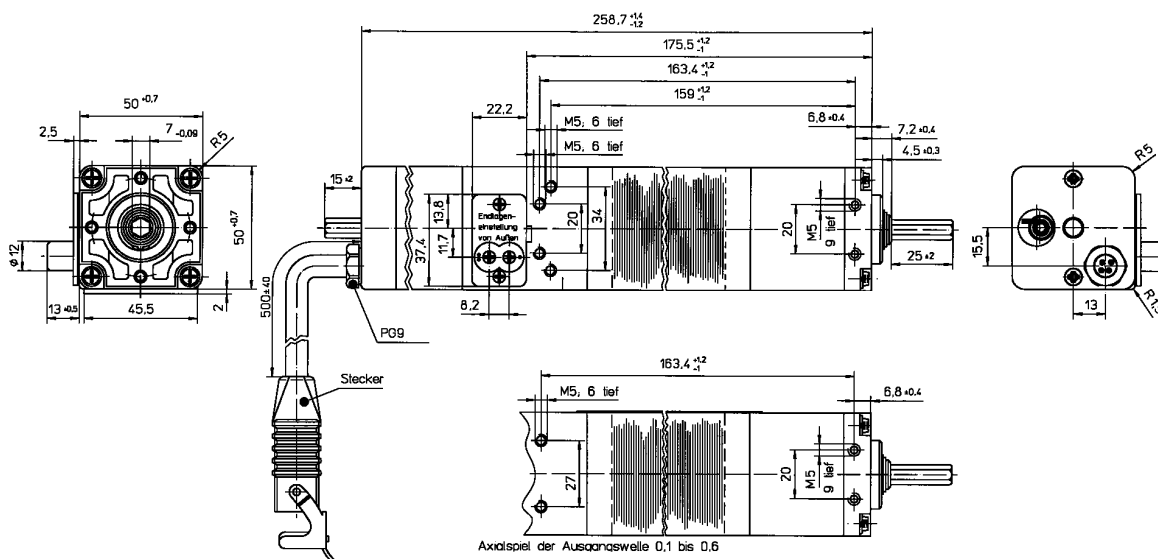 258,7 +1,4 -1,2
175,5 +1,2 -1
163,4 +1,2 -1
159 +1,2 -1
50 +0,7
22,2
M5; 6 tief
6,8 ±0,4
2,5
7 -0,09
R5
M5; 6 tief
7,2 ±0,4
4,5 ±0,3
R5
15 ±2
13,8
Endlagen-
einstellung
von Außen
20
34
M5
9 tief
20
50 +0,7
ø12
37,4
11,7
15,5
25 ±2
13 ±0,5
45,5
2
500 ±40
8,2
13
PG9
163,4 +1,2 -1
Stecker
M5; 6 tief
6,8 ±0,4
27
20
M5
9 tief
Axialspiel der Ausgangswelle 0,1 bis 0,6